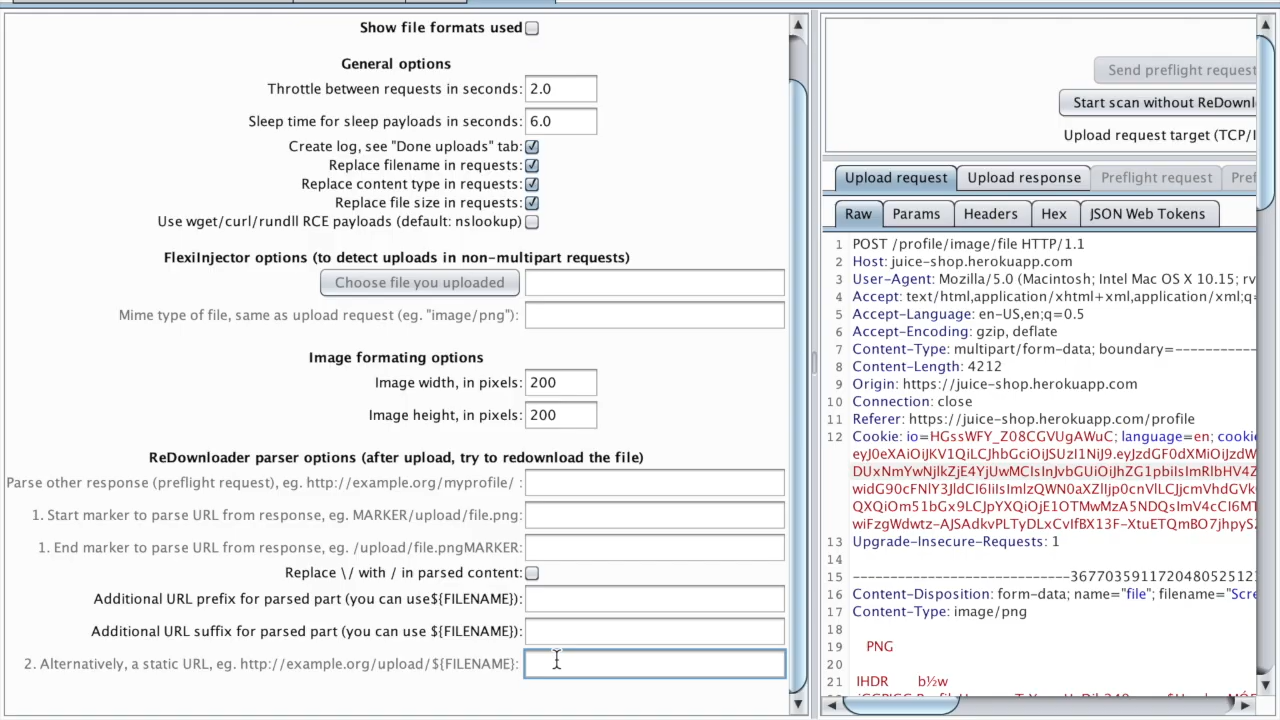 Show file formats used
General options
Throttle between requests in seconds: 2.0
Sleep time for sleep payloads in seconds: 6.0
Create log, see "Done uploads" tab:
Replace filename in requests:
Replace content type in requests:
Replace file size in requests:
Use wget/curl/rundll RCE payloads (default: nslookup)
FlexiInjector options (to detect uploads in non-multipart requests)
Choose file you uploaded
Mime type of file, same as upload request (eg. "image/png"):
Image formating options
Image width, in pixels: 200
Image height, in pixels: 200
ReDownloader parser options (after upload, try to redownload the file)
Parse other response (preflight request), eg. http://example.org/myprofile/ :
1. Start marker to parse URL from response, eg. MARKER/upload/file.png:
1. End marker to parse URL from response, eg. /upload/file.pngMARKER:
Replace \/ with / in parsed content:
Additional URL prefix for parsed part (you can use${FILENAME}):
Additional URL suffix for parsed part (you can use ${FILENAME}):
2. Alternatively, a static URL, eg. http://example.org/upload/${FILENAME}:
Send preflight request
Start scan without ReDownl
Upload request target (TCP/I
Upload request Upload response Preflight request Pref
Raw Params Headers Hex JSON Web Tokens
1 POST /profile/image/file HTTP/1.1
2 Host: juice-shop.herokuapp.com
3 User-Agent: Mozilla/5.0 (Macintosh; Intel Mac OS X 10.15; rv
4 Accept: text/html,application/xhtml+xml,application/xml;q=
5 Accept-Language: en-US,en;q=0.5
6 Accept-Encoding: gzip, deflate
7 Content-Type: multipart/form-data; boundary=-----------
8 Content-Length: 4212
9 Origin: https://juice-shop.herokuapp.com
10 Connection: close
11 Referer: https://juice-shop.herokuapp.com/profile
12 Cookie: io=HGssWFY_Z08CGVUgAWuC; language=en; cookie
13 Upgrade-Insecure-Requests: 1
14
15
16 Content-Disposition: form-data; name="file"; filename="Scre
17 Content-Type: image/png
18
19 PNG
20
21 IHDR b½w